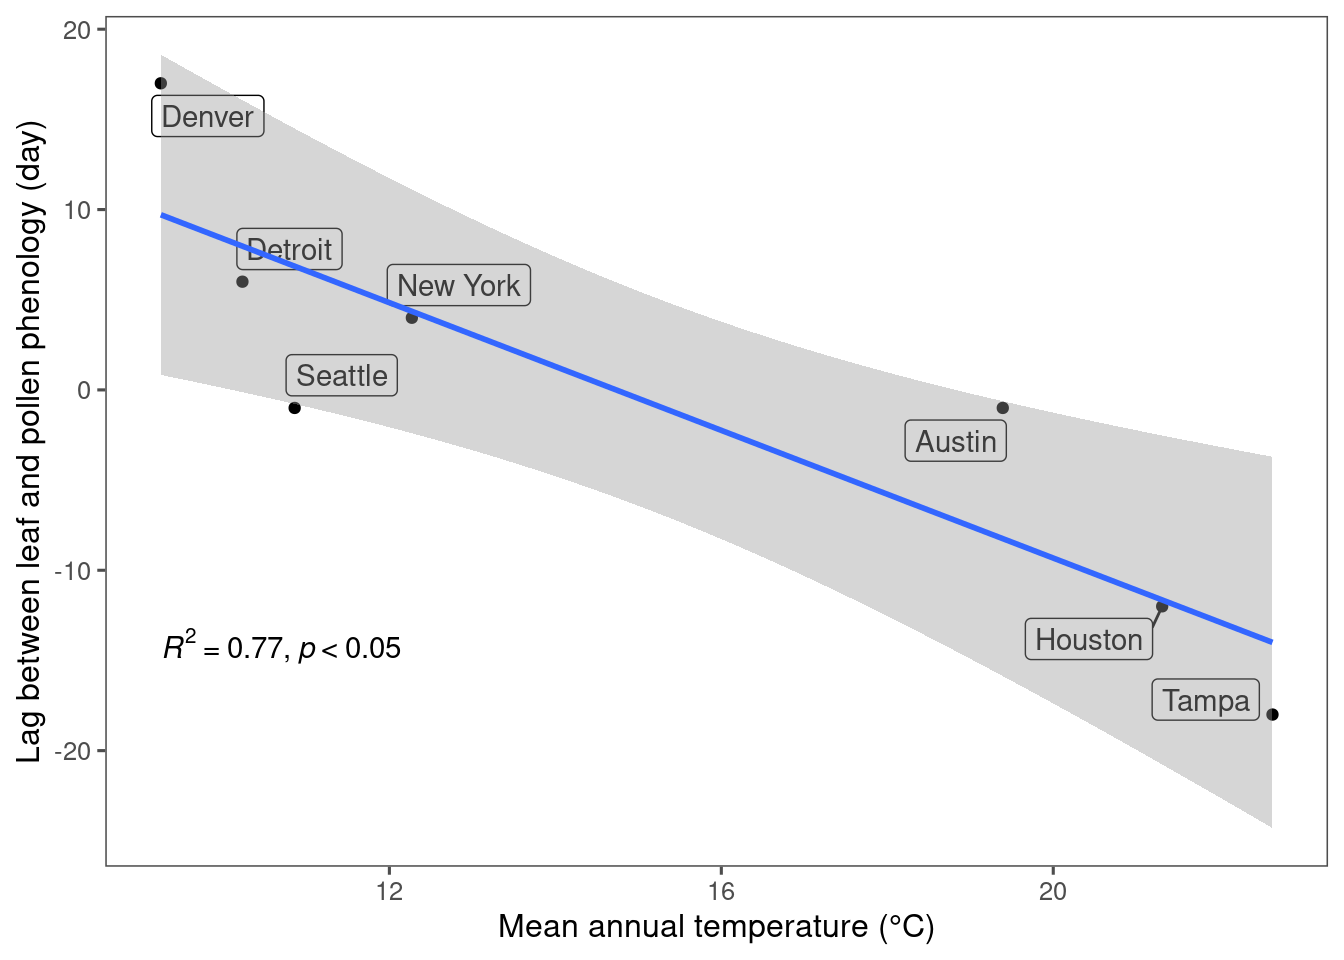 Lag between leaf and pollen phenology (day)
20
10
0
-10
-20
Denver
Detroit
New York
Seattle
Austin
Houston
Tampa
R² = 0.77, p < 0.05
12
16
20
Mean annual temperature (°C)